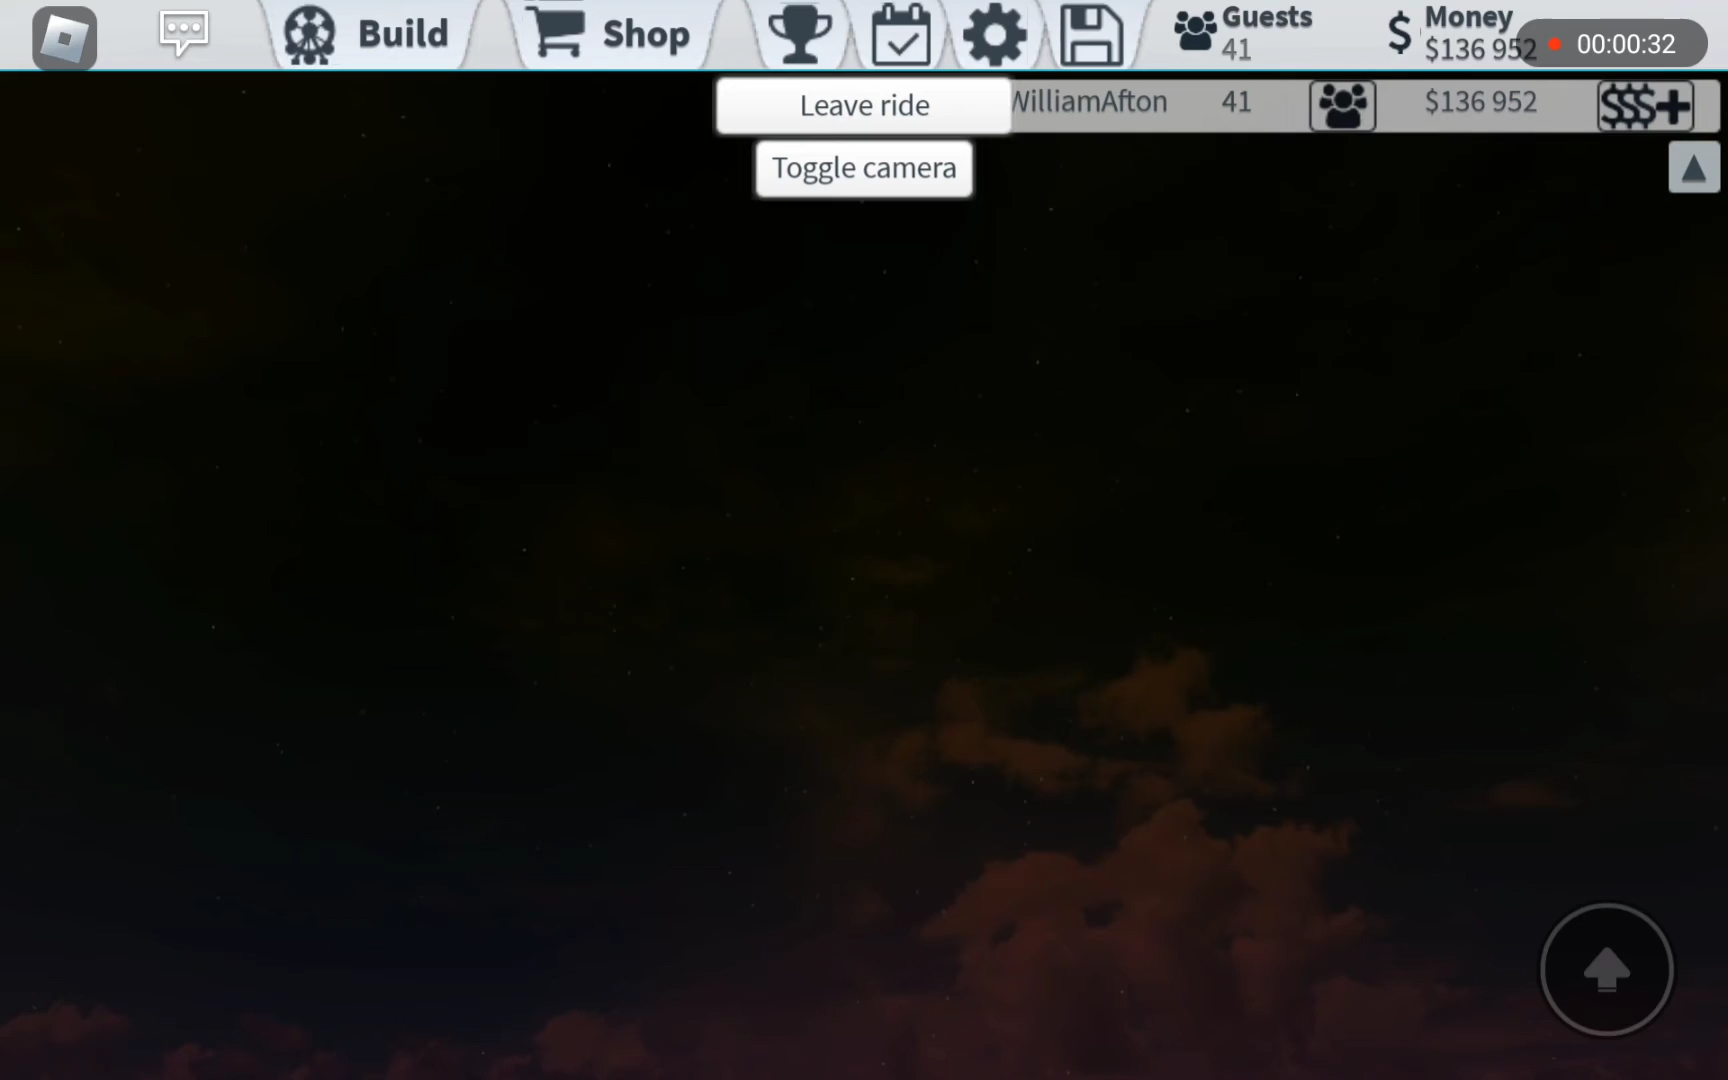 Build
Shop
Guests
41
Money
$136 952
00:00:32
Leave ride
WilliamAfton
41
$136 952
$$$+
Toggle camera